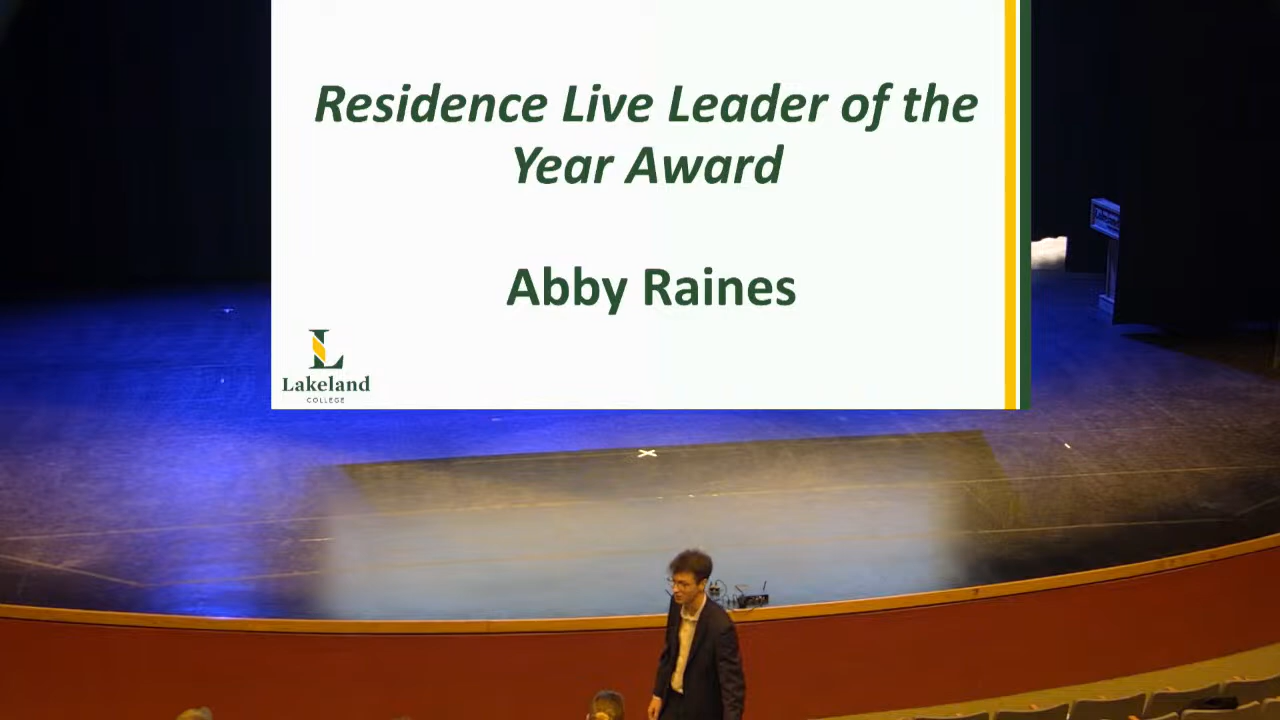 Residence Live Leader of the
Year Award
Abby Raines
Lakeland
COLLEGE